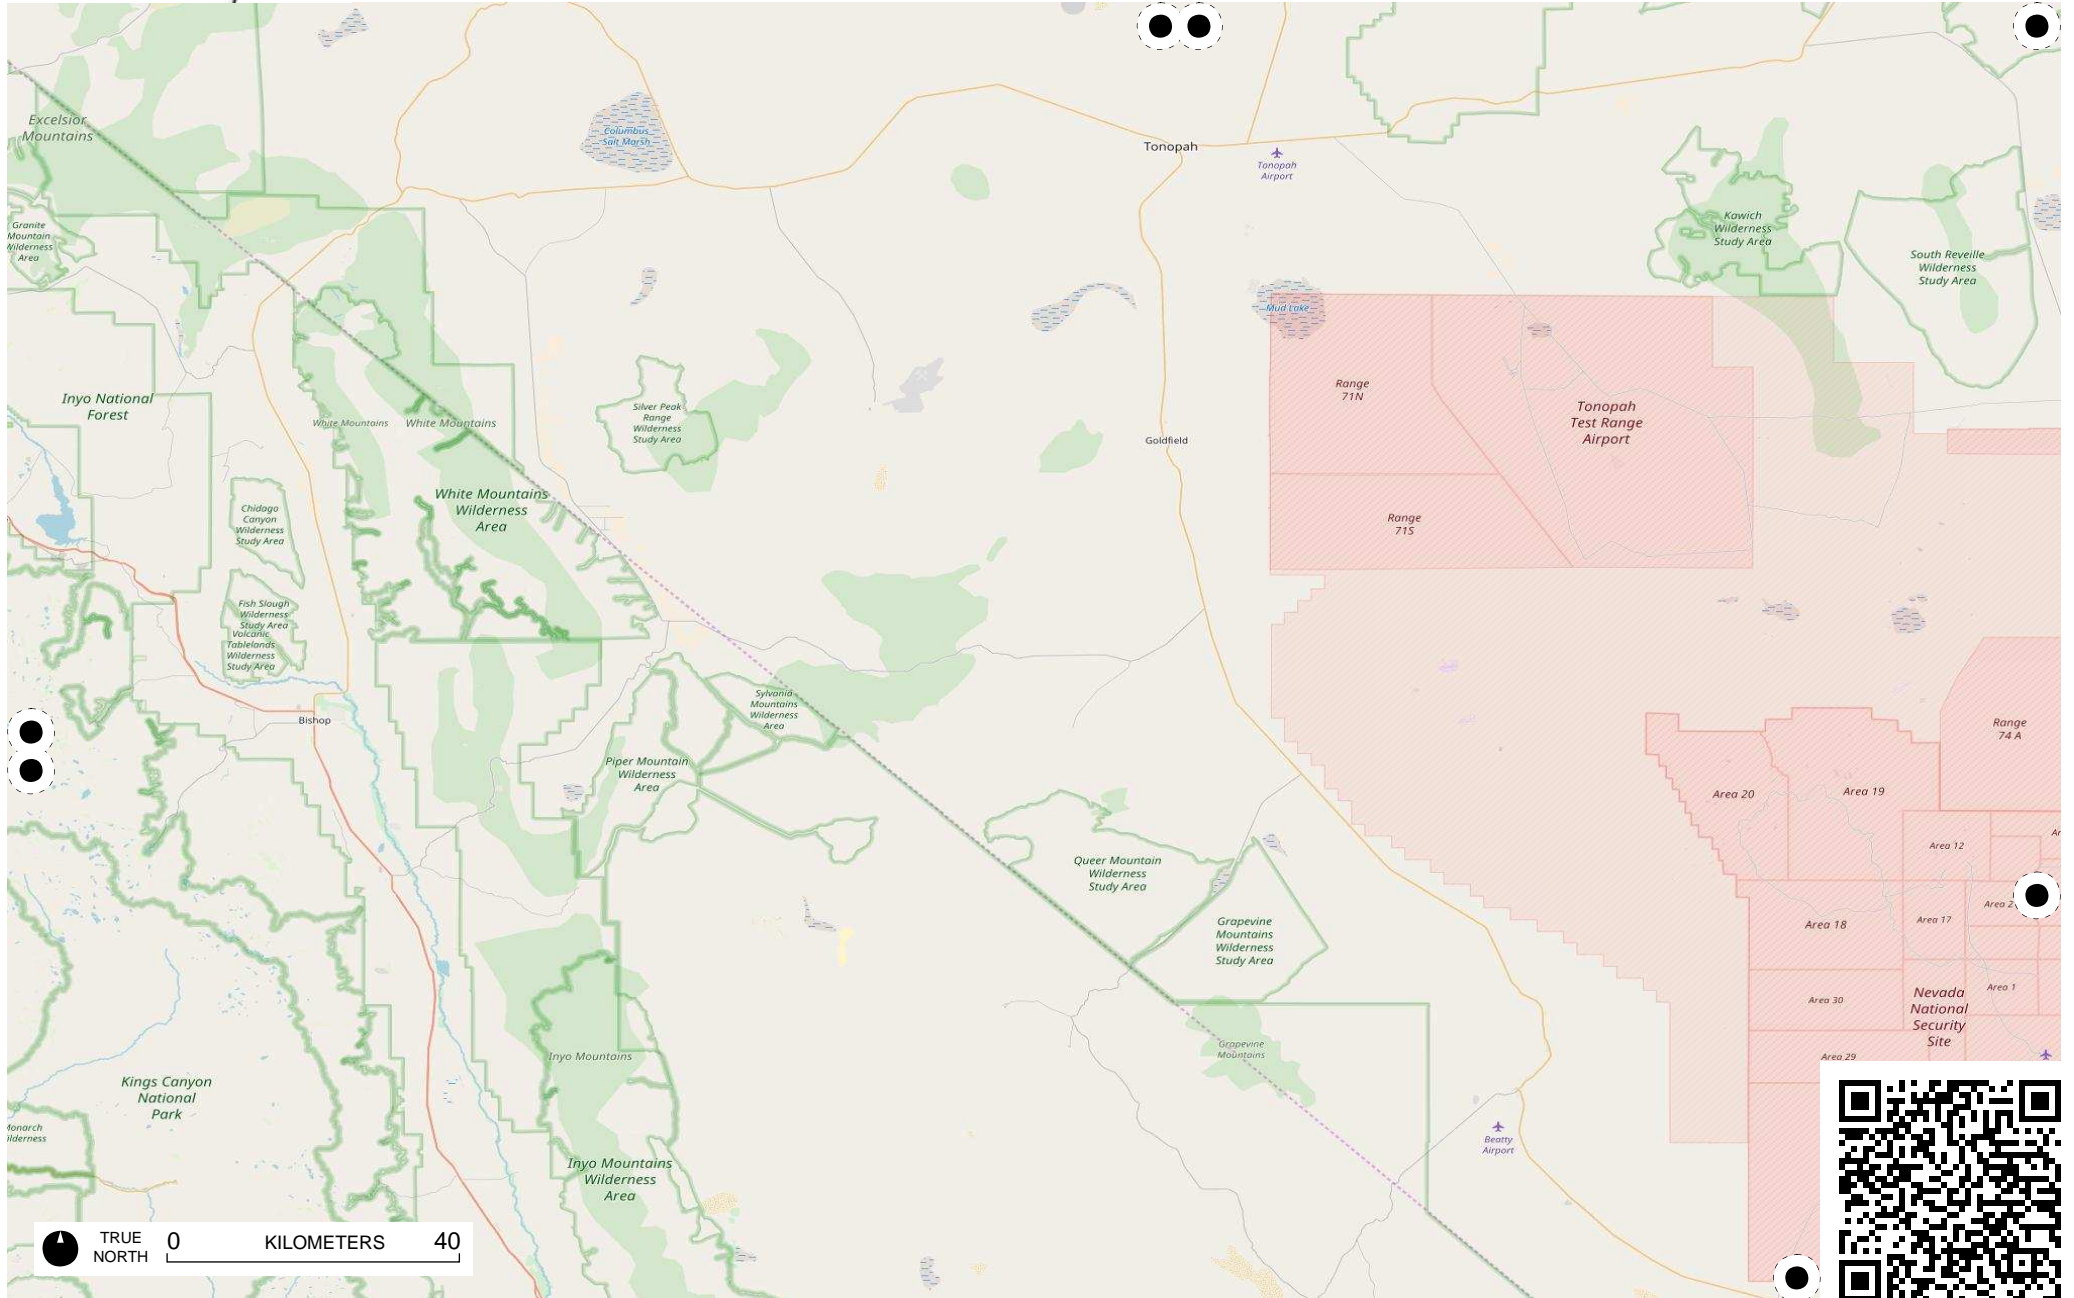 Excelsior
Mountains
Columbus
Salt Marsh
Tonopah
Tonopah
Airport
Granite
Mountain
Wilderness
Area
Kawich
Wilderness
Study Area
South Reveille
Wilderness
Study Area
Mud Lake
Inyo National
Forest
White Mountains
White Mountains
Silver Peak
Range
Wilderness
Study Area
Goldfield
Range
71N
Tonopah
Test Range
Airport
White Mountains
Wilderness
Area
Chidago
Canyon
Wilderness
Study Area
Range
71S
Fish Slough
Wilderness
Study Area
Volcanic
Tablelands
Wilderness
Study Area
Bishop
Sylvania
Mountains
Wilderness
Area
Piper Mountain
Wilderness
Area
Range
74 A
Area 20
Area 19
Area 12
Queer Mountain
Wilderness
Study Area
Grapevine
Mountains
Wilderness
Study Area
Area 18
Area 17
Area 2
Area 30
Area 1
Nevada
National
Security
Site
Area 29
Inyo Mountains
Grapevine
Mountains
Kings Canyon
National
Park
Monarch
Wilderness
Beatty
Airport
Inyo Mountains
Wilderness
Area
TRUE
NORTH
0 KILOMETERS 40